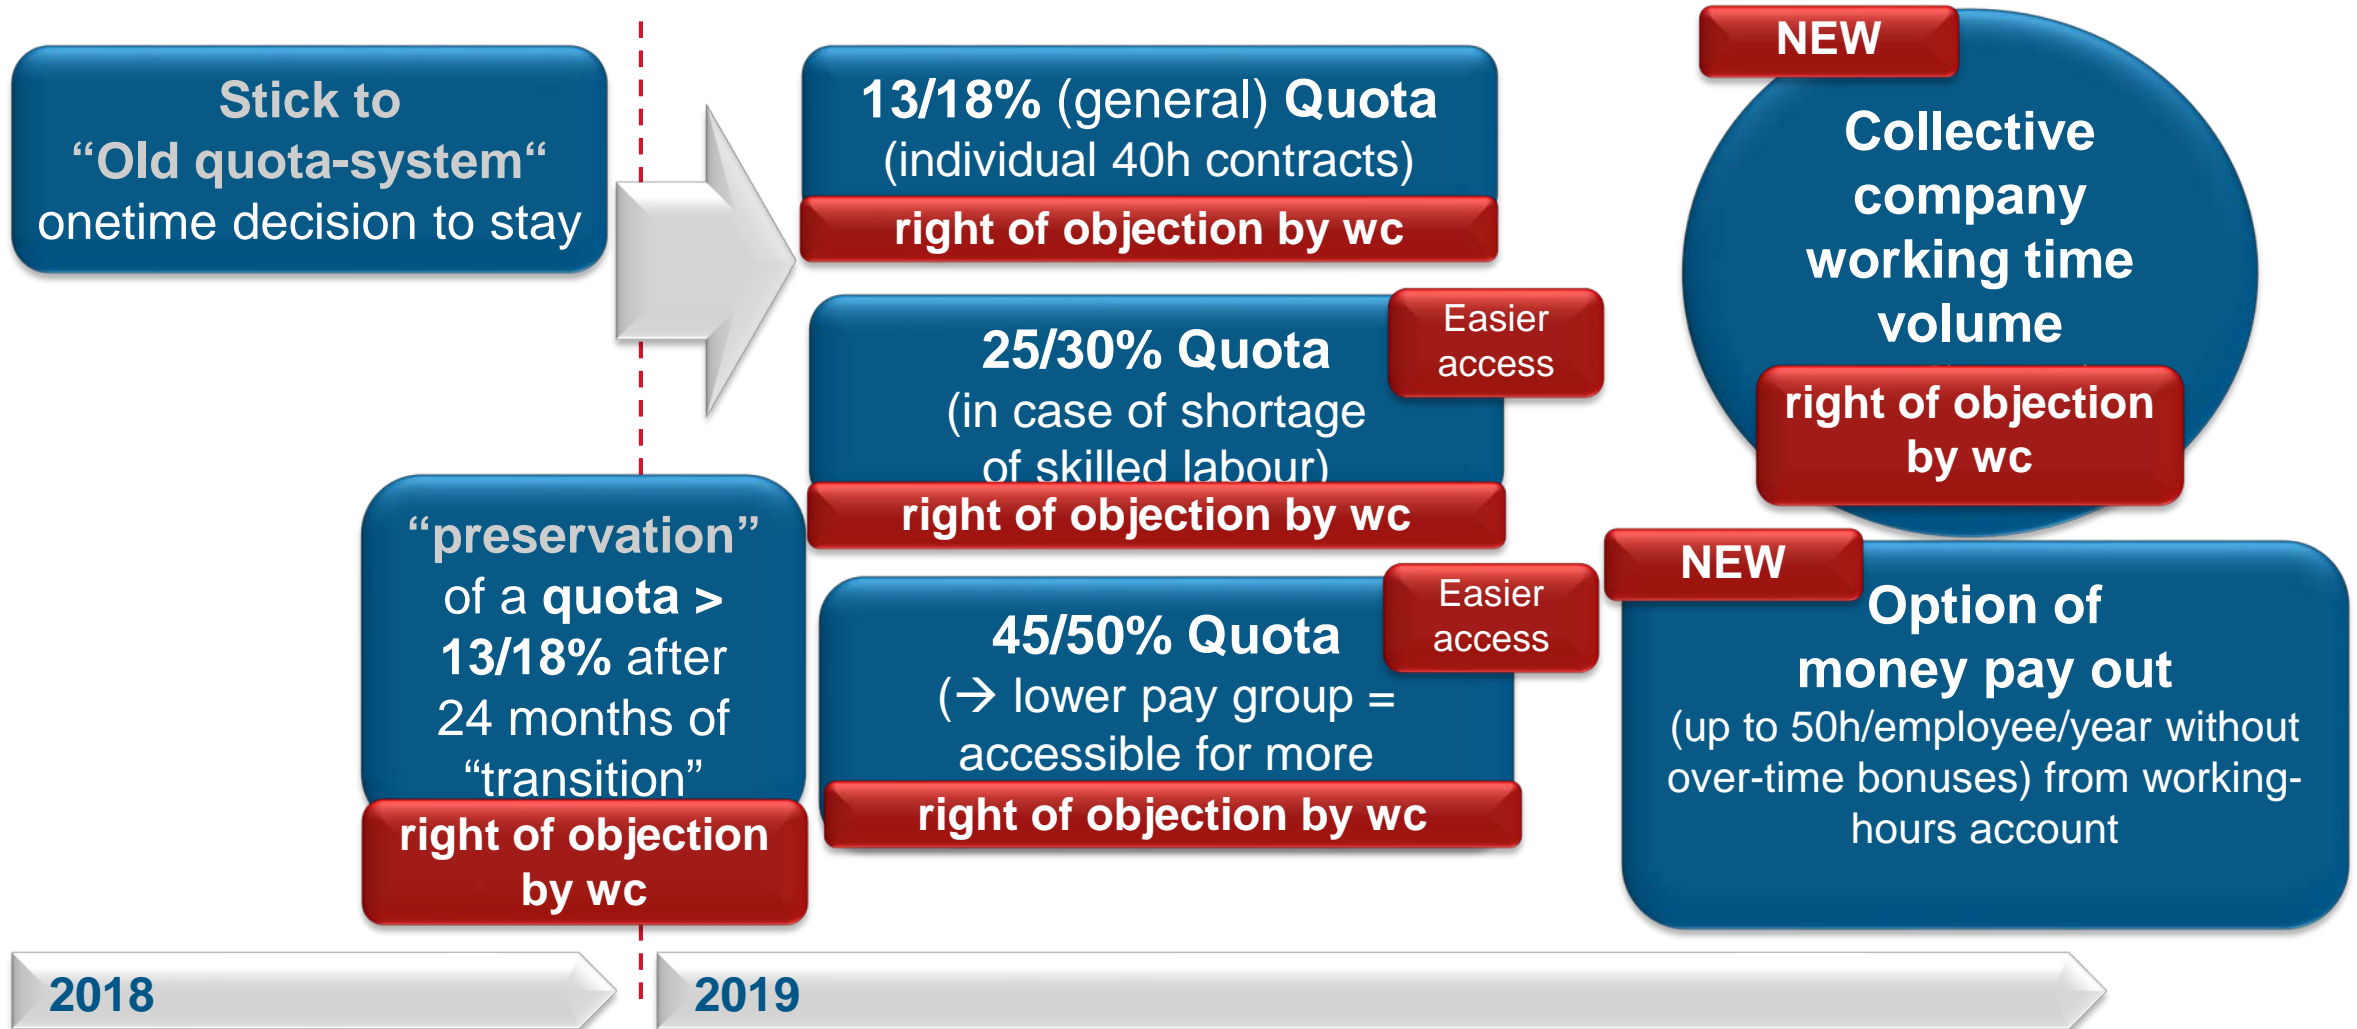 Stick to
“Old quota-system“
onetime decision to stay
13/18% (general) Quota
(individual 40h contracts)
right of objection by wc
25/30% Quota
(in case of shortage
of skilled labour)
Easier
access
right of objection by wc
“preservation”
of a quota >
13/18% after
24 months of
“transition”
right of objection
by wc
45/50% Quota
(→ lower pay group =
accessible for more
Easier
access
right of objection by wc
NEW
Collective
company
working time
volume
right of objection
by wc
NEW
Option of
money pay out
(up to 50h/employee/year without
over-time bonuses) from working-
hours account
2018
2019